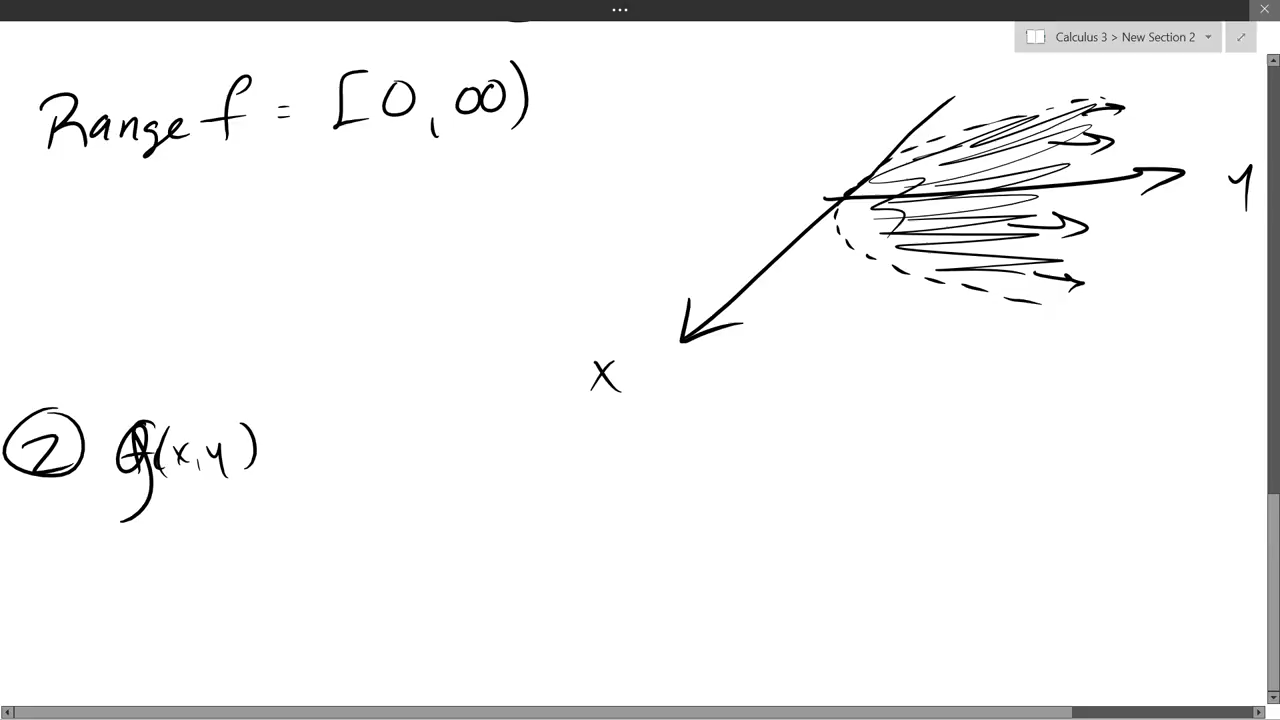 Calculus 3 > New Section 2
Range f = [0, ∞)
y
x
② g(x, y)